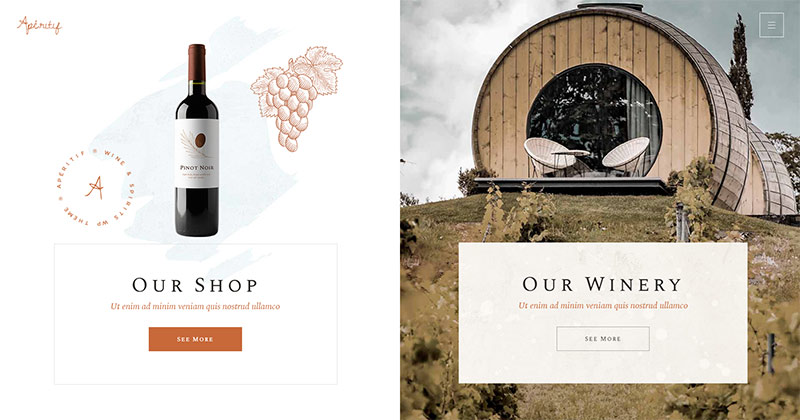 Apéritif
PINOT NOIR
APÉRITIF ® WINE & SPIRITS WP THEME ®
A
OUR SHOP
Ut enim ad minim veniam quis nostrud ullamco
SEE MORE
OUR WINERY
Ut enim ad minim veniam quis nostrud ullamco
SEE MORE